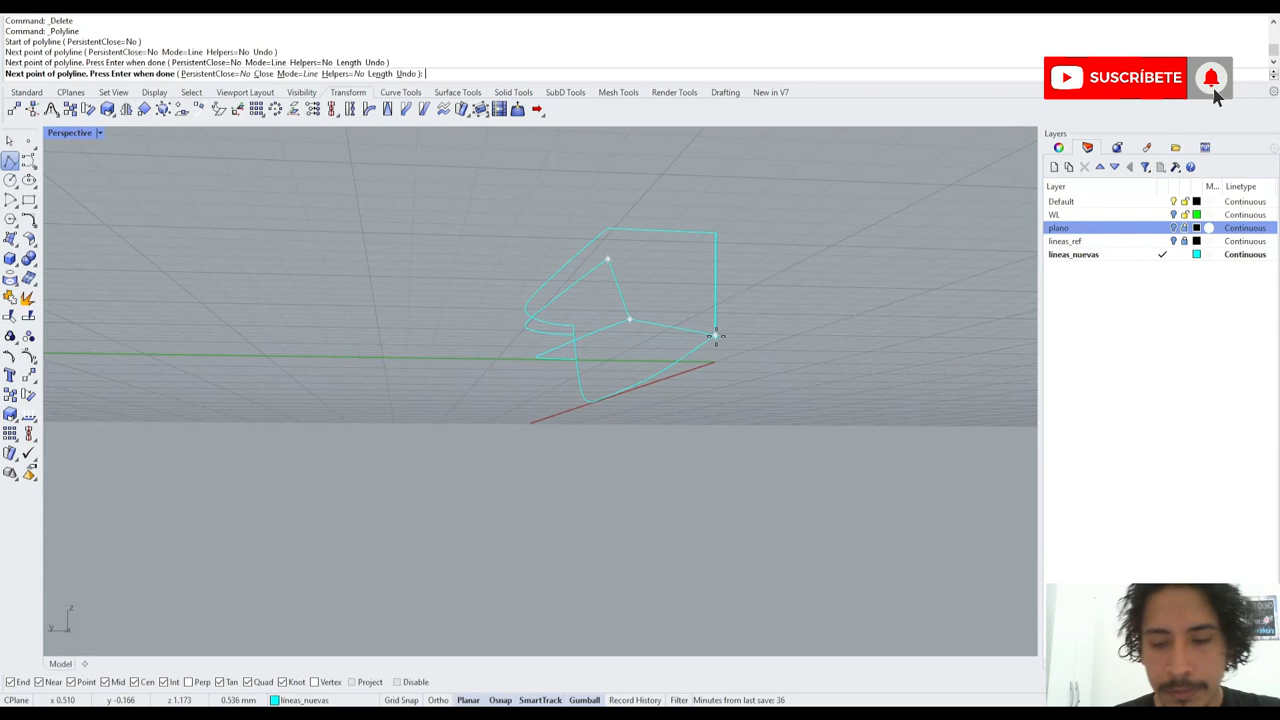 Command: _Delete
Command: _Polyline
Start of polyline ( PersistentClose=No )
Next point of polyline ( PersistentClose=No Mode=Line Helpers=No Undo )
Next point of polyline. Press Enter when done ( PersistentClose=No Mode=Line Helpers=No Length Undo )
Next point of polyline. Press Enter when done ( PersistentClose=No Close Mode=Line Helpers=No Length Undo ):
SUSCRÍBETE
Standard CPlanes Set View Display Select Viewport Layout Visibility Transform Curve Tools Surface Tools Solid Tools SubD Tools Mesh Tools Render Tools Drafting New in V7
Perspective
Layers
Layer M... Linetype
Default Continuous
WL Continuous
plano Continuous
lineas_ref Continuous
líneas_nuevas Continuous
z
y x
Model
End Near Point Mid Cen Int Perp Tan Quad Knot Vertex Project Disable
CPlane x 0.510 y -0.166 z 1.173 0.536 mm líneas_nuevas Grid Snap Ortho Planar Osnap SmartTrack Gumball Record History Filter Minutes from last save: 36